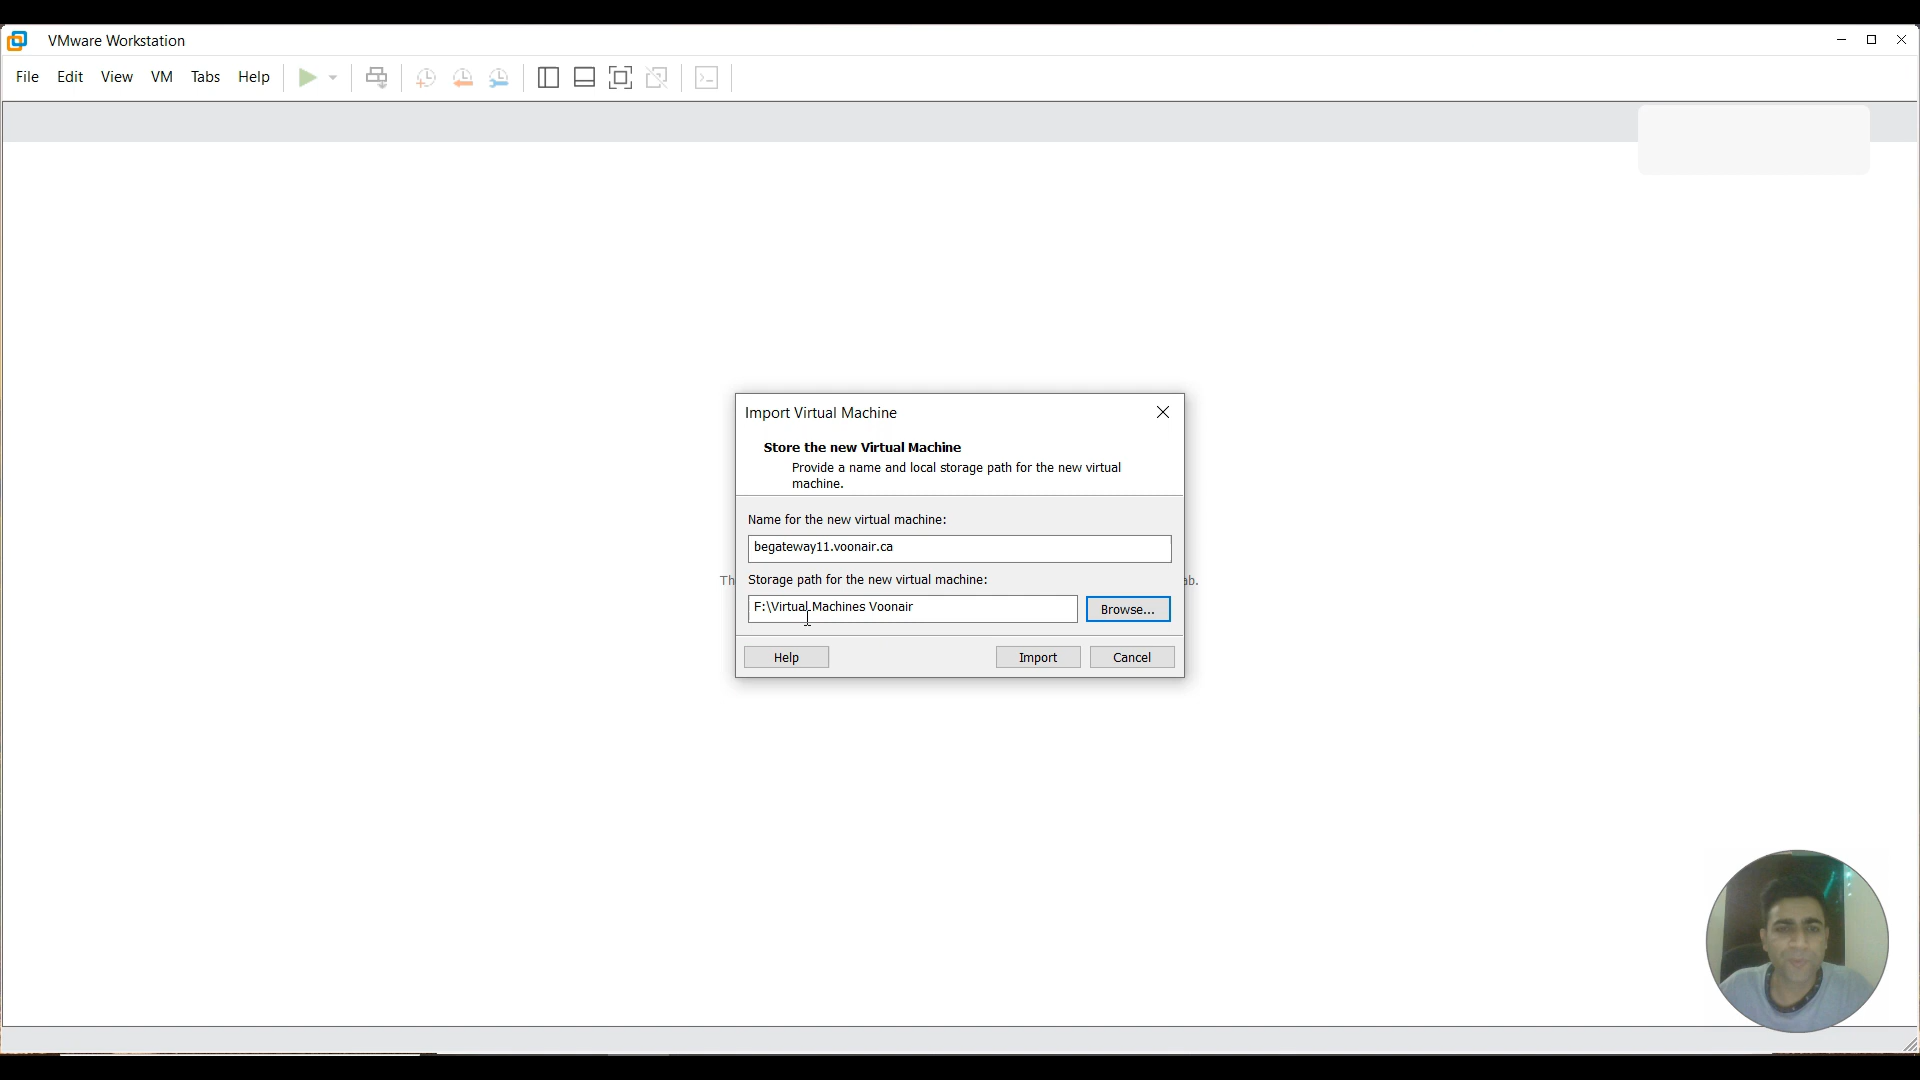 VMware Workstation
File Edit View VM Tabs Help
Import Virtual Machine
Store the new Virtual Machine
Provide a name and local storage path for the new virtual
machine.
Name for the new virtual machine:
begateway11.voonair.ca
Th
Storage path for the new virtual machine:
ab.
F:\Virtual Machines Voonair
Browse...
Help
Import
Cancel